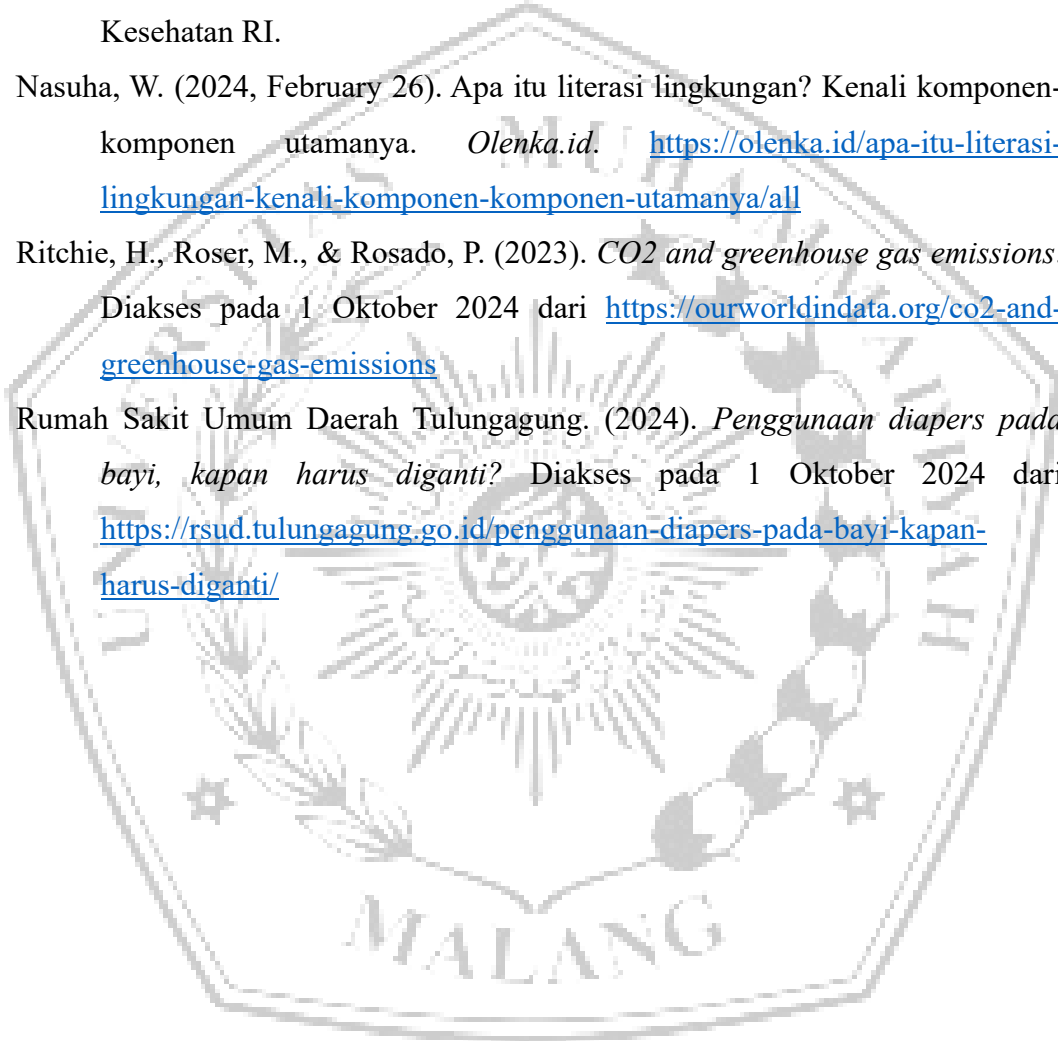 Kesehatan RI.
Nasuha, W. (2024, February 26). Apa itu literasi lingkungan? Kenali komponen-
komponen utamanya. Olenka.id. https://olenka.id/apa-itu-literasi-
lingkungan-kenali-komponen-komponen-utamanya/all
Ritchie, H., Roser, M., & Rosado, P. (2023). CO2 and greenhouse gas emissions.
Diakses pada 1 Oktober 2024 dari https://ourworldindata.org/co2-and-
greenhouse-gas-emissions
Rumah Sakit Umum Daerah Tulungagung. (2024). Penggunaan diapers pada
bayi, kapan harus diganti? Diakses pada 1 Oktober 2024 dari
https://rsud.tulungagung.go.id/penggunaan-diapers-pada-bayi-kapan-
harus-diganti/
UNIVERSITAS MUHAMMADIYAH
MALANG